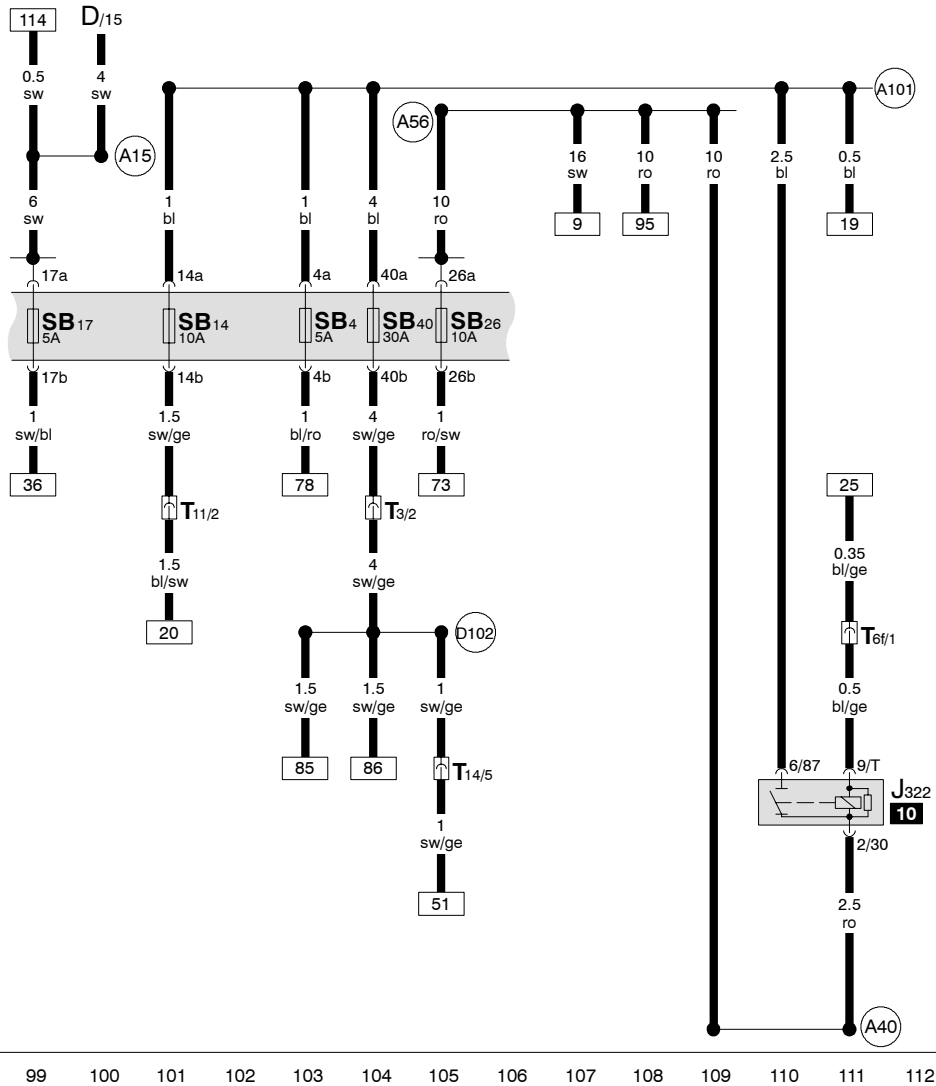 114 D/15
0.5 4
sw sw
A101
A56
A15
16 10 10 2.5 0.5
sw ro ro bl bl
6 1 1 4 10
sw bl bl bl ro
9 95 19
17a 14a 4a 40a 26a
SB17 SB14 SB4 SB40 SB26
5A 10A 5A 30A 10A
17b 14b 4b 40b 26b
1 1.5 1 4 1
sw/bl sw/ge bl/ro sw/ge ro/sw
36 78 73 25
T11/2 T3/2
0.35
bl/ge
1.5 4
bl/sw sw/ge
20 D102 T6f/1
1.5 1.5 1 0.5
sw/ge sw/ge sw/ge bl/ge
85 86 T14/5 6/87 9/T
J322
10
1
sw/ge
2/30
51
2.5
ro
A40
99 100 101 102 103 104 105 106 107 108 109 110 111 112